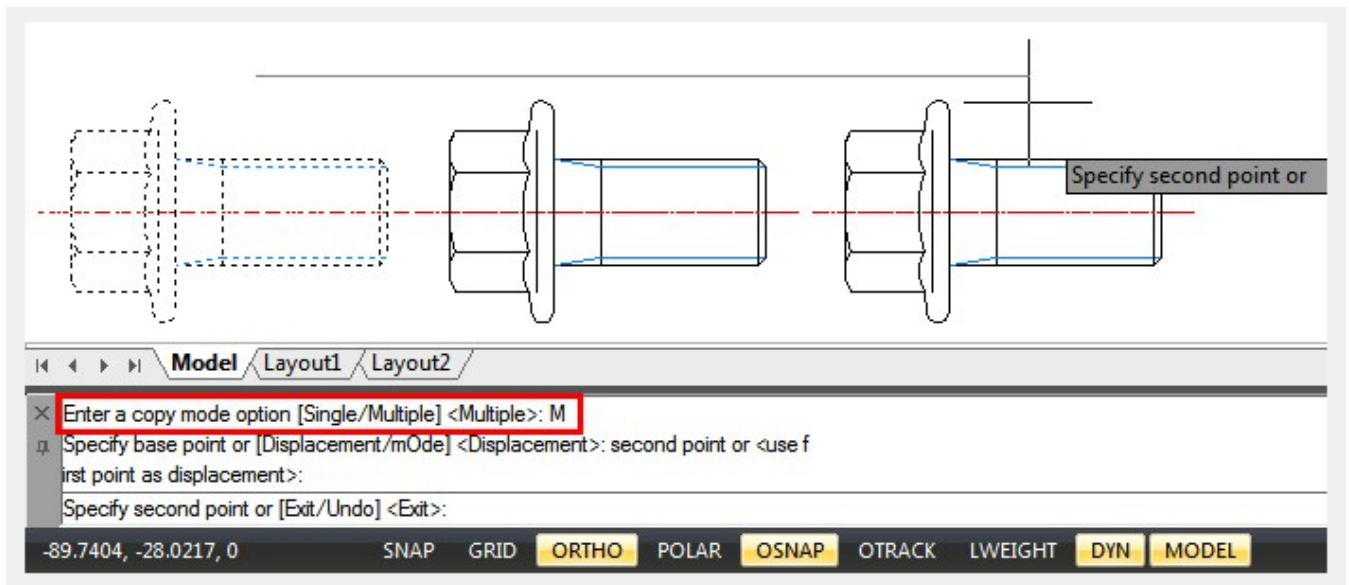 Specify second point or
Model Layout1 Layout2
Enter a copy mode option [Single/Multiple] <Multiple>: M
Specify base point or [Displacement/mOde] <Displacement>: second point or <use f
irst point as displacement>:
Specify second point or [Exit/Undo] <Exit>:
-89.7404, -28.0217, 0 SNAP GRID ORTHO POLAR OSNAP OTRACK LWEIGHT DYN MODEL